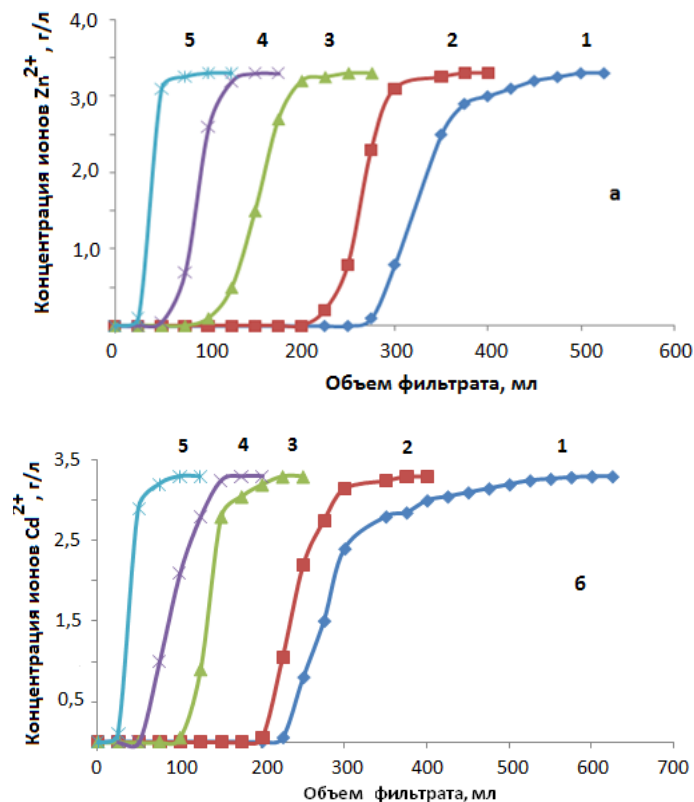 5 4 3 2 1
Концентрация ионов Zn2+, г/л
4,0
3,0
2,0
1,0
а
0 100 200 300 400 500 600
Объем фильтрата, мл
5 4 3 2 1
Концентрация ионов Cd2+, г/л
3,5
2,5
1,5
0,5
б
0 100 200 300 400 500 600 700
Объем фильтрата, мл